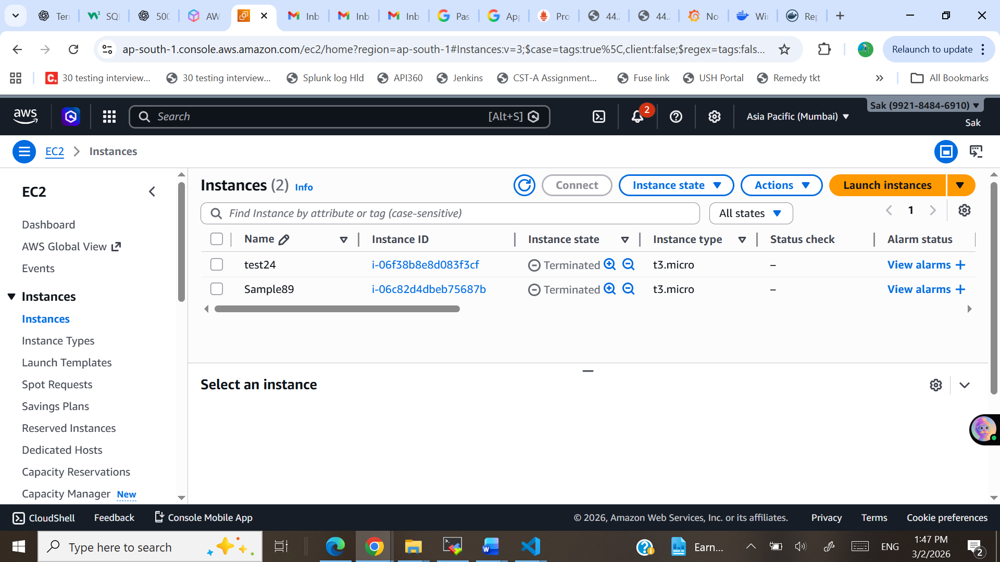 Ter
SQ
500
AW
Inb
Inb
Inb
Pas
App
Pro
44.
44.
No
Wi
Rep
ap-south-1.console.aws.amazon.com/ec2/home?region=ap-south-1#Instances:v=3;$case=tags:true%5C,client:false;$regex=tags:fals...
Relaunch to update
30 testing interview...
30 testing interview...
Splunk log Hld
API360
Jenkins
CST-A Assignment...
Fuse link
USH Portal
Remedy tkt
All Bookmarks
aws
Search
[Alt+S]
2
Asia Pacific (Mumbai)
Sak (9921-8484-6910)
Sak
EC2
Instances
EC2
Dashboard
AWS Global View
Events
Instances
Instances
Instance Types
Launch Templates
Spot Requests
Savings Plans
Reserved Instances
Dedicated Hosts
Capacity Reservations
Capacity Manager New
Instances (2) Info
Connect
Instance state
Actions
Launch instances
Find Instance by attribute or tag (case-sensitive)
All states
1
Name Instance ID Instance state Instance type Status check Alarm status
test24 i-06f38b8e8d083f3cf Terminated t3.micro – View alarms +
Sample89 i-06c82d4dbeb75687b Terminated t3.micro – View alarms +
Select an instance
CloudShell
Feedback
Console Mobile App
© 2026, Amazon Web Services, Inc. or its affiliates.
Privacy
Terms
Cookie preferences
Type here to search
Earn...
ENG
1:47 PM
3/2/2026
2